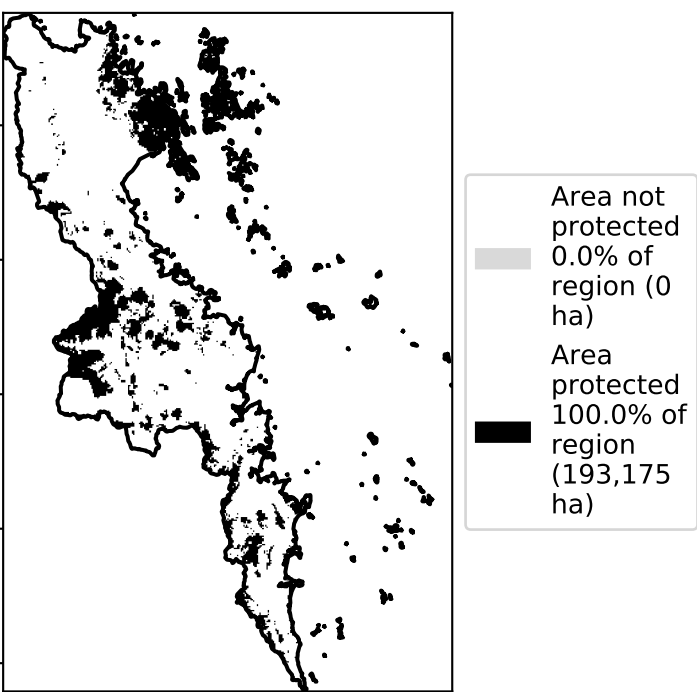 Area not
protected
0.0% of
region (0
ha)
Area
protected
100.0% of
region
(193,175
ha)